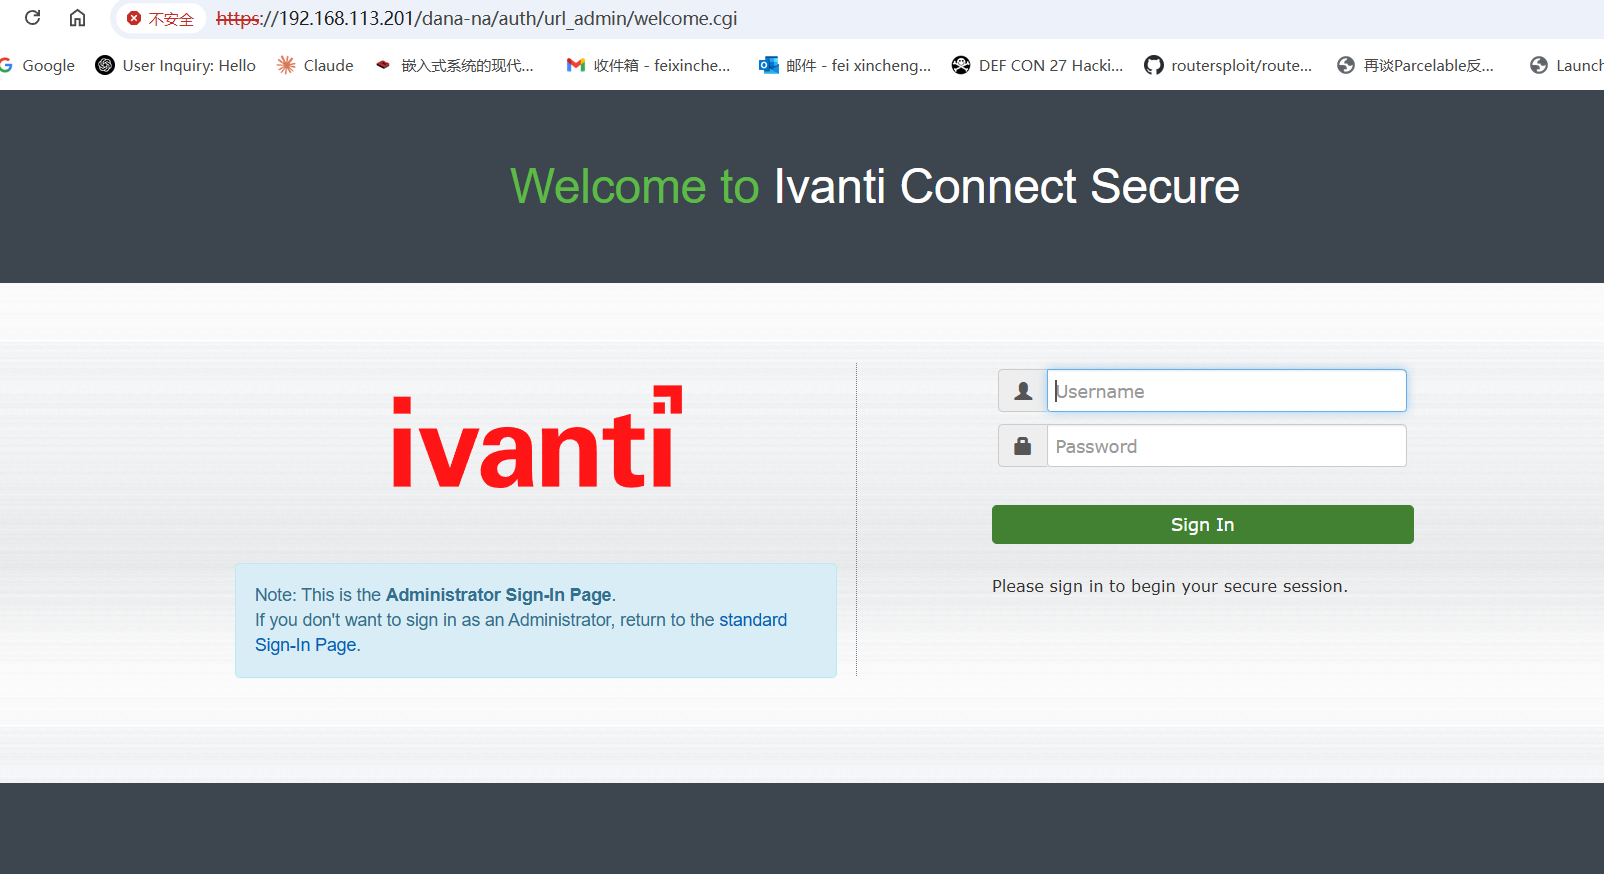 不安全 https://192.168.113.201/dana-na/auth/url_admin/welcome.cgi
Google User Inquiry: Hello Claude 嵌入式系统的现代... 收件箱 - feixinche... 邮件 - fei xincheng... DEF CON 27 Hacki... routersploit/route... 再谈Parcelable反... Launch
Welcome to Ivanti Connect Secure
ivanti
Username
Password
Sign In
Please sign in to begin your secure session.
Note: This is the Administrator Sign-In Page.
If you don't want to sign in as an Administrator, return to the standard
Sign-In Page.